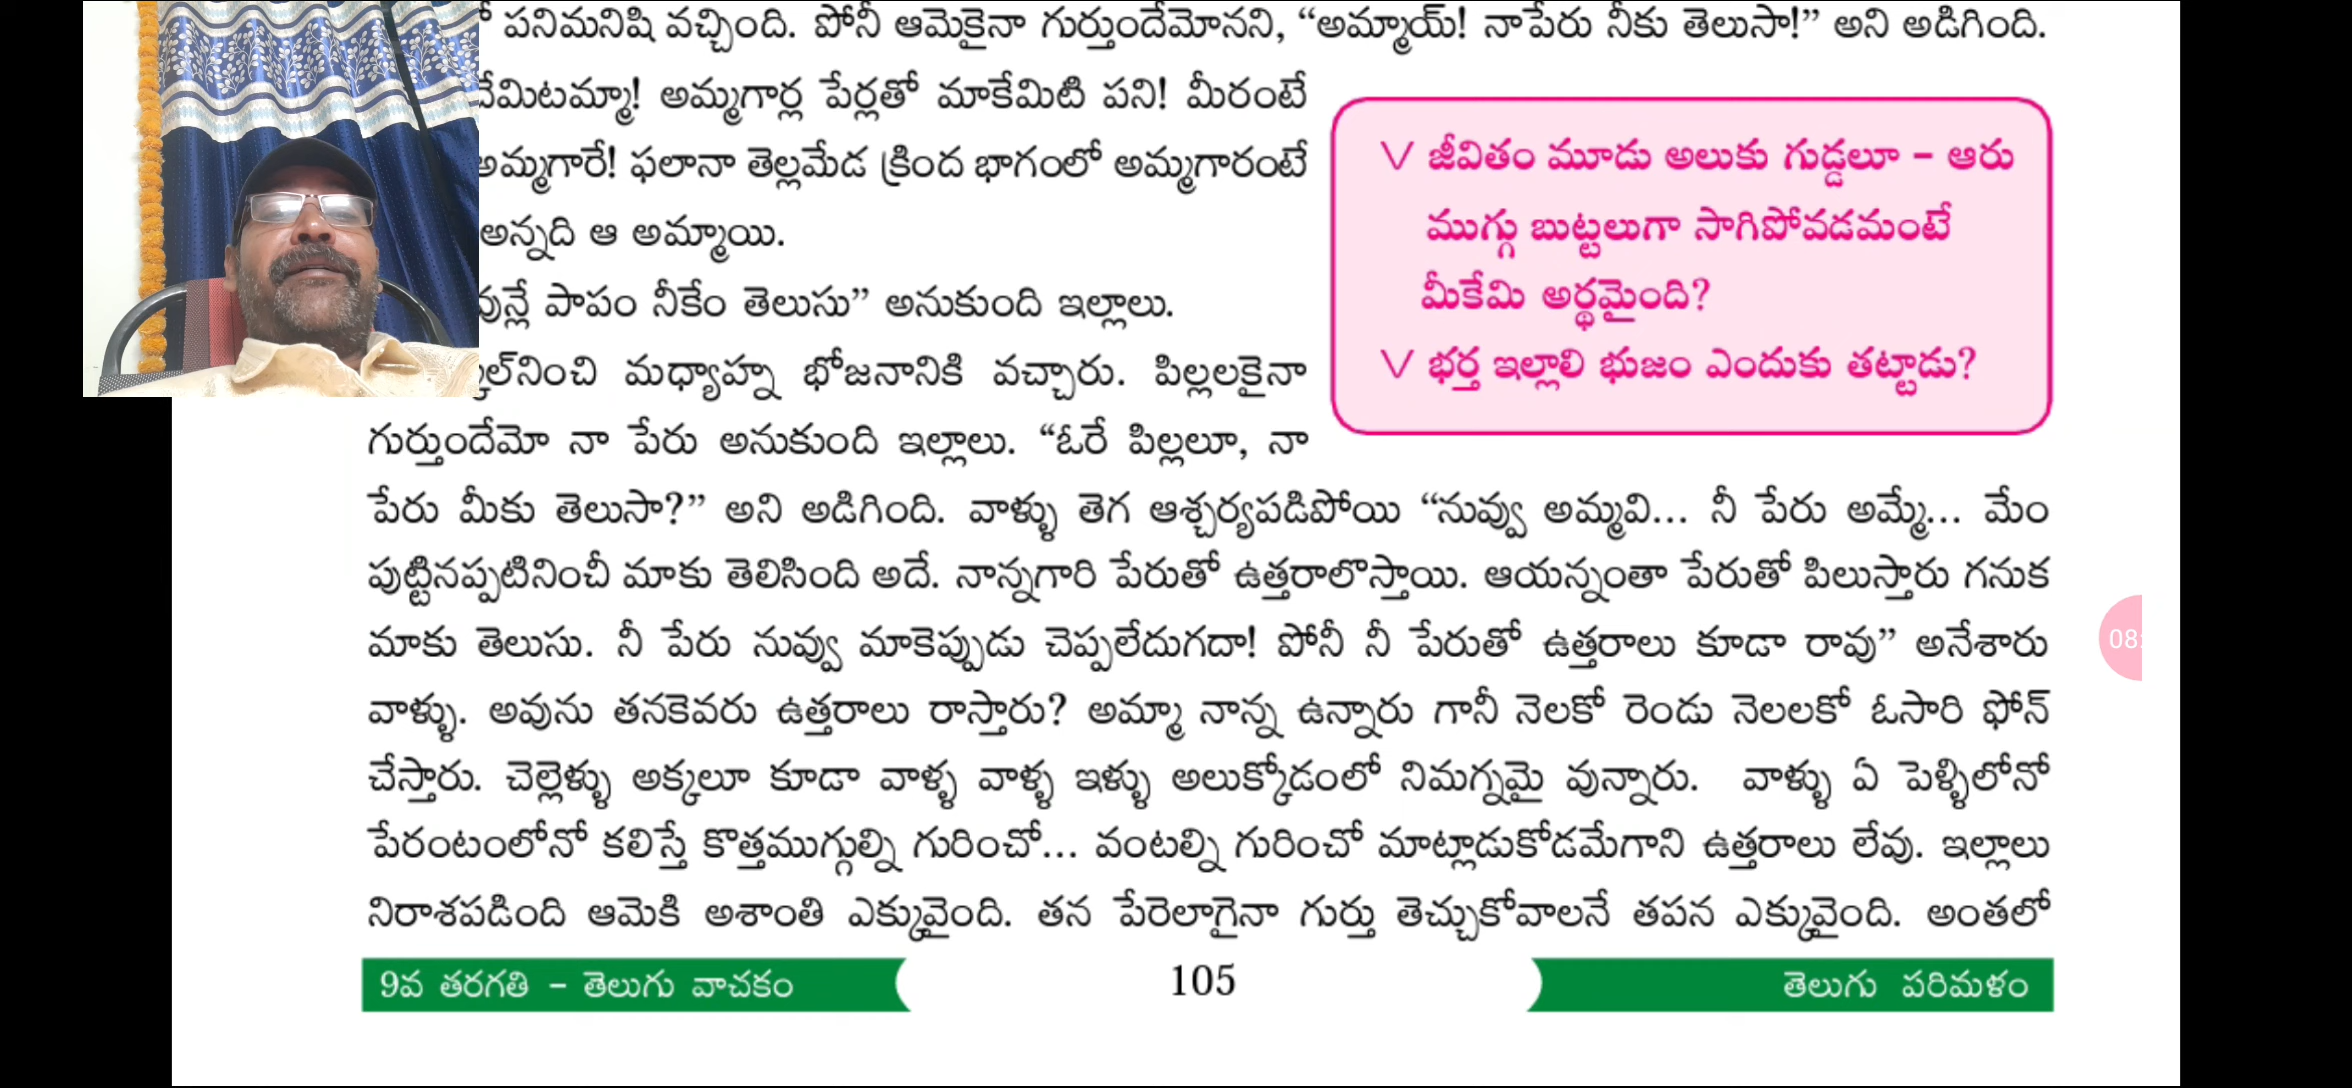 పనిమనిషి వచ్చింది. పోనీ ఆమెకైనా గుర్తుందేమోనని, “అమ్మాయ్! నాపేరు నీకు తెలుసా!” అని అడిగింది.
అమ్మగార్ల పేర్లతో మాకేమిటి పని! మీరంటే
అమ్మగారే! ఫలానా తెల్లమేడ క్రింద భాగంలో అమ్మగారంటే
అన్నది ఆ అమ్మాయి.
పాపం నీకేం తెలుసు” అనుకుంది ఇల్లాలు.
మధ్యాహ్న భోజనానికి వచ్చారు. పిల్లలకైనా
గుర్తుందేమో నా పేరు అనుకుంది ఇల్లాలు. “ఓరే పిల్లలూ, నా
V జీవితం మూడు అలుకు గుడ్డలూ – ఆరు
ముగ్గు బుట్టలుగా సాగిపోవడమంటే
మీకేమి అర్థమైంది?
V భర్త ఇల్లాలి భుజం ఎందుకు తట్టాడు?
పేరు మీకు తెలుసా?” అని అడిగింది. వాళ్ళు తెగ ఆశ్చర్యపడిపోయి “నువ్వు అమ్మవి... నీ పేరు అమ్మే... మేం
పుట్టినప్పటినించీ మాకు తెలిసింది అదే. నాన్నగారి పేరుతో ఉత్తరాలొస్తాయి. ఆయన్నంతా పేరుతో పిలుస్తారు గనుక
మాకు తెలుసు. నీ పేరు నువ్వు మాకెప్పుడు చెప్పలేదుగదా! పోనీ నీ పేరుతో ఉత్తరాలు కూడా రావు” అనేశారు
వాళ్ళు. అవును తనకెవరు ఉత్తరాలు రాస్తారు? అమ్మా నాన్న ఉన్నారు గానీ నెలకో రెండు నెలలకో ఓసారి ఫోన్
చేస్తారు. చెల్లెళ్ళు అక్కలూ కూడా వాళ్ళ వాళ్ళ ఇళ్ళు అలుక్కోడంలో నిమగ్నమై వున్నారు. వాళ్ళు ఏ పెళ్ళిలోనో
పేరంటంలోనో కలిస్తే కొత్తముగ్గుల్ని గురించో... వంటల్ని గురించో మాట్లాడుకోడమేగాని ఉత్తరాలు లేవు. ఇల్లాలు
నిరాశపడింది ఆమెకి అశాంతి ఎక్కువైంది. తన పేరెలాగైనా గుర్తు తెచ్చుకోవాలనే తపన ఎక్కువైంది. అంతలో
9వ తరగతి – తెలుగు వాచకం 105 తెలుగు పరిమళం
08: